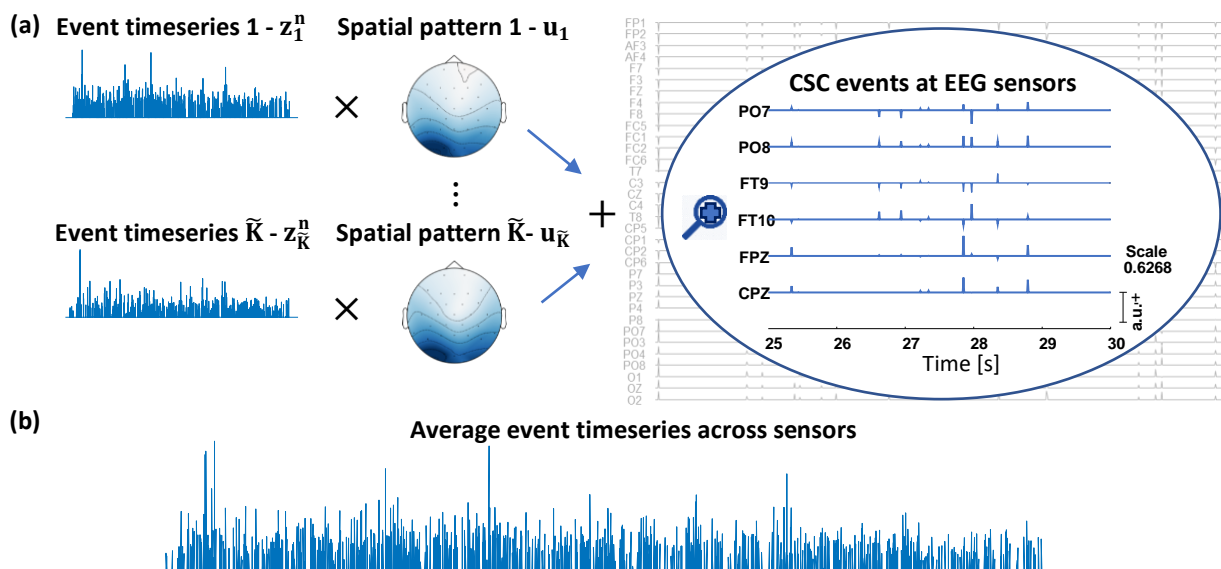 (a)
Event timeseries 1 - z₁ⁿ
Spatial pattern 1 - u₁
×
⋮
Event timeseries K̃ - z_K̃ⁿ
Spatial pattern K̃- u_K̃
×
+
FP1
FP2
AF3
AF4
F7
F3
FZ
F4
F8
FC5
FC1
FC2
FC6
T7
C3
CZ
C4
T8
CP5
CP1
CP2
CP6
P7
P3
PZ
P4
P8
PO7
PO3
PO4
PO8
O1
OZ
O2
CSC events at EEG sensors
PO7
PO8
FT9
FT10
FPZ
CPZ
Scale
0.6268
a.u.+
25 26 27 28 29 30
Time [s]
(b)
Average event timeseries across sensors